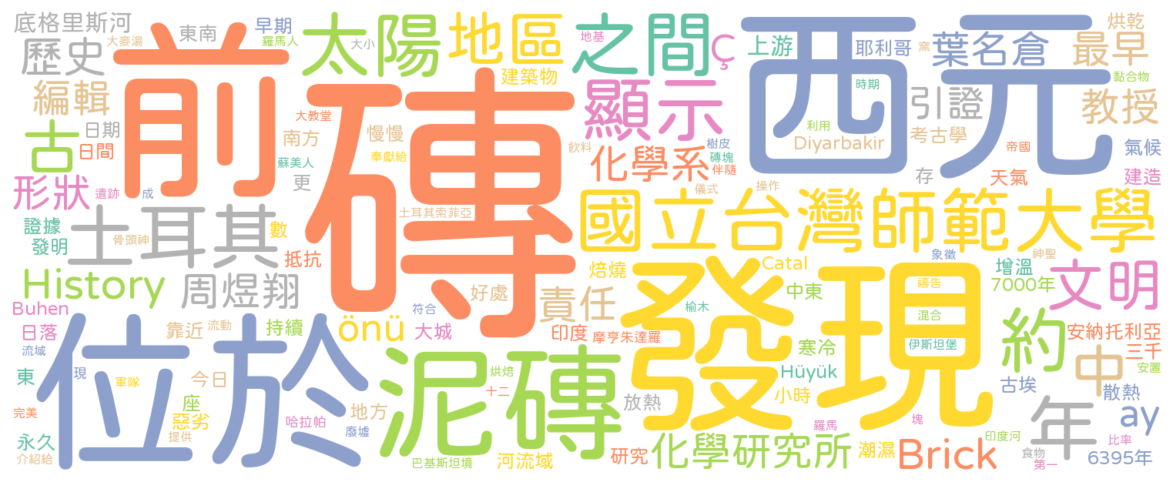 底格里斯河
大麥湯
東南
早期
羅馬人
大小
太陽
地區
地基
之間
Ç
上游
耶利哥
葉名倉
最早
烘乾
窯
黏合物
歷史
前
建築物
西元
編輯
大教堂
顯示
時期
引證
教授
古
日期
日間
南方
慢慢
奉獻給
飲料
樹皮
磚塊
伴隨
利用
Diyarbakir
考古學
帝國
氣候
蘇美人
磚
化學系
儀式
操作
存
天氣
建造
形狀
遺跡
成
更
證據
發明
骨頭神
土耳其
數
抵抗
土耳其索菲亞
國立台灣師範大學
象徵
神聖
History
周煜翔
焙燒
Catal
責任
好處
中東
禱告
增溫
7000年
文明
Buhen
符合
榆木
混合
日落
流域
靠近
流動
持續
önü
大城
印度
摩亨朱達羅
發現
伊斯坦堡
約
安納托利亞
三千
安置
位於
泥磚
寒冷
Hüyük
東
現
軍隊
今日
烘焙
十二
小時
古埃
中
散熱
完美
座
惡劣
地方
放熱
年
ay
永久
介紹給
提供
哈拉帕
廢墟
巴基斯坦境
河流域
研究
化學研究所
羅馬
塊
潮濕
Brick
印度河
食物
第一
比率
6395年